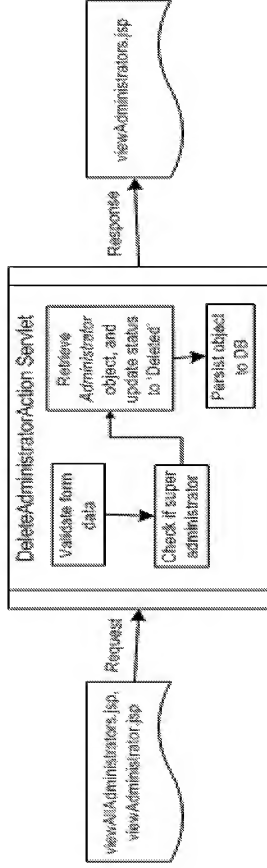 viewAllAdministrators.jsp,
viewAdministrator.jsp
Request
DeleteAdministratorAction Servlet
Validate form
data
Check if super
administrator
Retrieve
Administrator
object, and
update status
to 'Deleted'
Persist object
to DB
Response
viewAdministrators.jsp